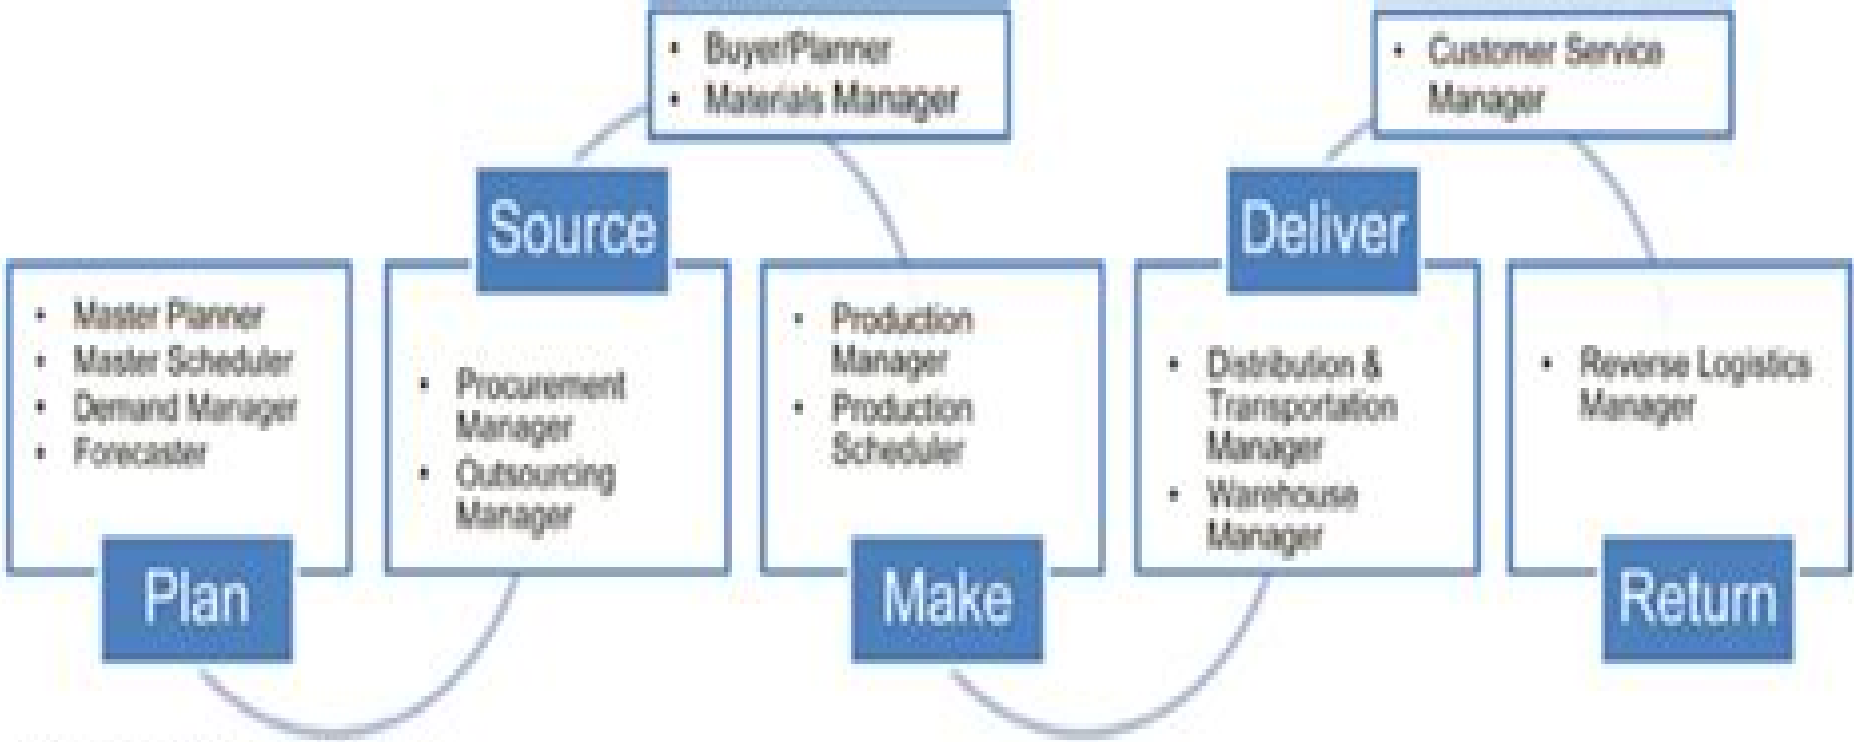 • Buyer/Planner
• Materials Manager
• Customer Service
Manager
Source
Deliver
• Master Planner
• Master Scheduler
• Demand Manager
• Forecaster
Plan
• Procurement
Manager
• Outsourcing
Manager
• Production
Manager
• Production
Scheduler
Make
• Distribution &
Transportation
Manager
• Warehouse
Manager
• Reverse Logistics
Manager
Return